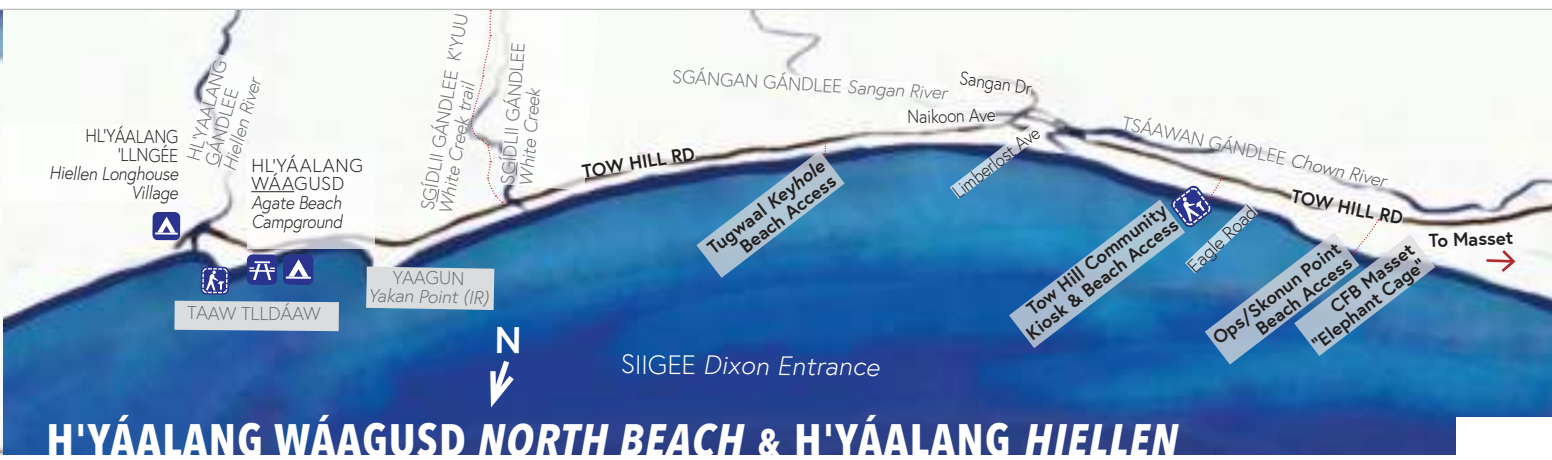 HL'YÁALANG
'LLNGÉE
Hiellen Longhouse
Village
HL'YAALANG
GÁNDLEE
Hiellen River
HL'YÁALANG
WÁAGUSD
Agate Beach
Campground
TAAW TLLDÁAW
SGÍDLII GÁNDLEE K'YUU
White Creek trail
SGÍDLII GÁNDLEE
White Creek
YAAGUN
Yakan Point (IR)
TOW HILL RD
SGÁNGAN GÁNDLEE Sangan River
Sangan Dr
Naikoon Ave
Limberlost Ave
Tugwaal Keyhole
Beach Access
TSÁAWAN GÁNDLEE Chown River
TOW HILL RD
Tow Hill Community
Kiosk & Beach Access
Eagle Road
Ops/Skonun Point
Beach Access
CFB Masset
"Elephant Cage"
To Masset
N
SIIGEE Dixon Entrance
H'YÁALANG WÁAGUSD NORTH BEACH & H'YÁALANG HIELLEN